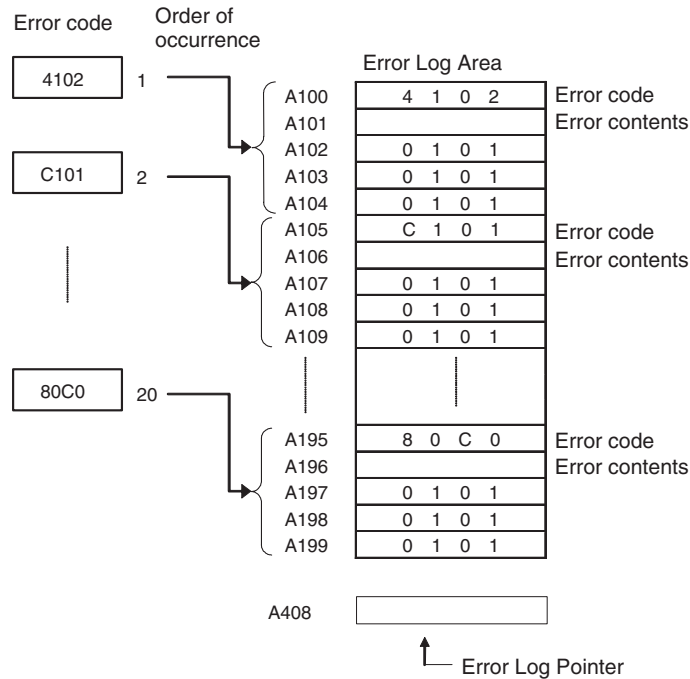 Error code
Order of
occurrence
Error Log Area
4102 1
A100 4 1 0 2 Error code
A101 Error contents
A102 0 1 0 1
A103 0 1 0 1
A104 0 1 0 1
C101 2
A105 C 1 0 1 Error code
A106 Error contents
A107 0 1 0 1
A108 0 1 0 1
A109 0 1 0 1
80C0 20
A195 8 0 C 0 Error code
A196 Error contents
A197 0 1 0 1
A198 0 1 0 1
A199 0 1 0 1
A408
Error Log Pointer